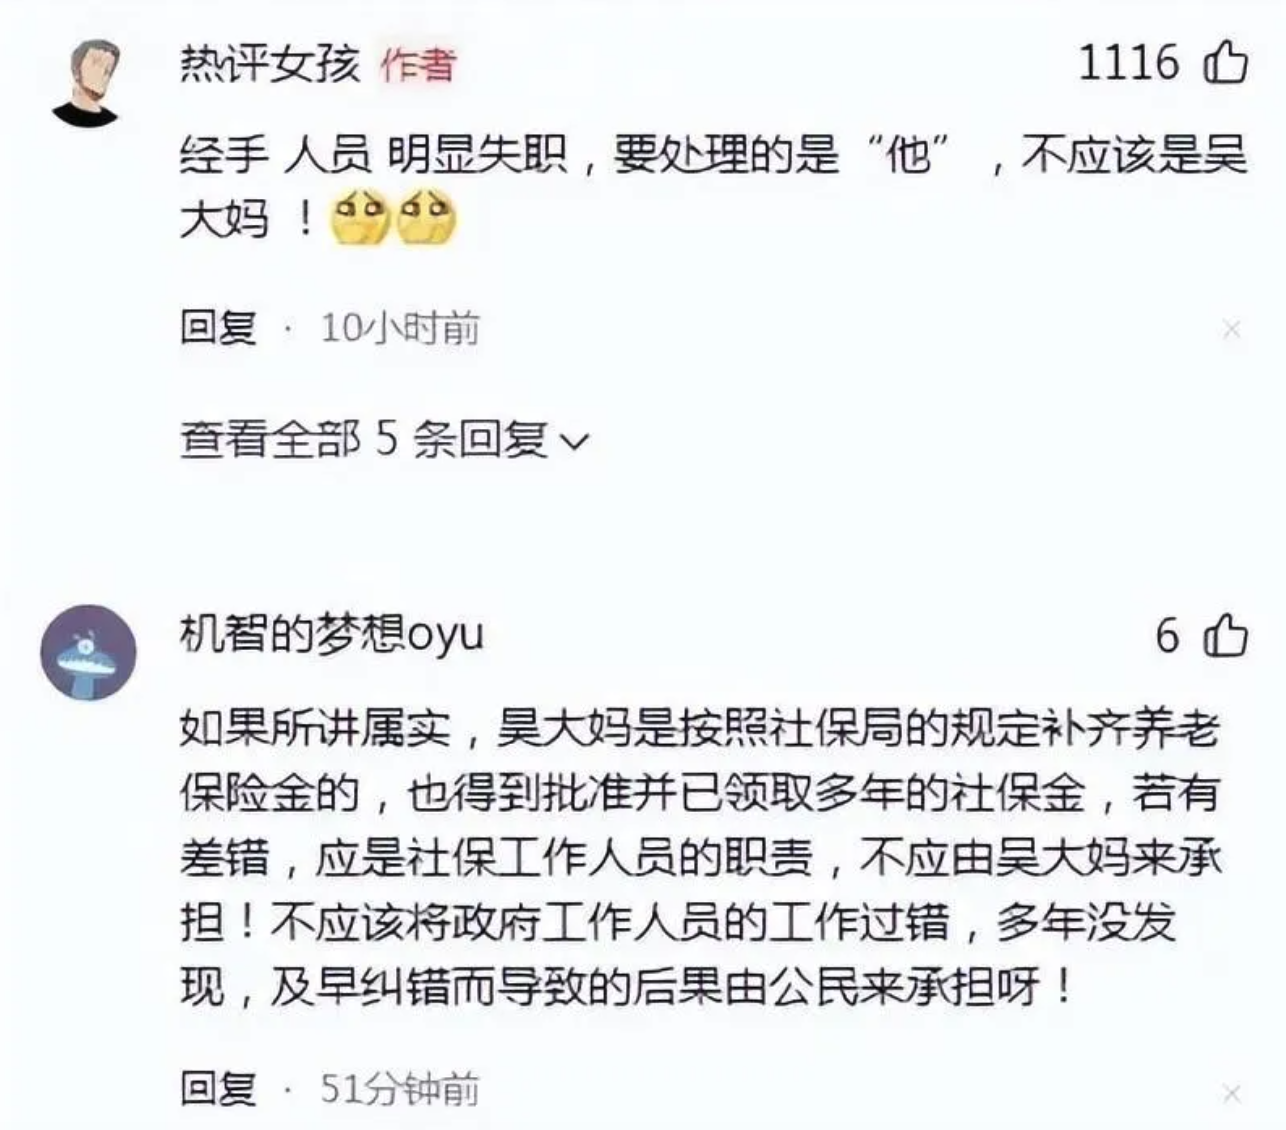 热评女孩 作者 1116
经手 人员 明显失职，要处理的是“他”，不应该是吴
大妈 ！
回复 · 10小时前
查看全部 5 条回复
机智的梦想oyu 6
如果所讲属实，吴大妈是按照社保局的规定补齐养老
保险金的，也得到批准并已领取多年的社保金，若有
差错，应是社保工作人员的职责，不应由吴大妈来承
担！不应该将政府工作人员的工作过错，多年没发
现，及早纠错而导致的后果由公民来承担呀！
回复 · 51分钟前